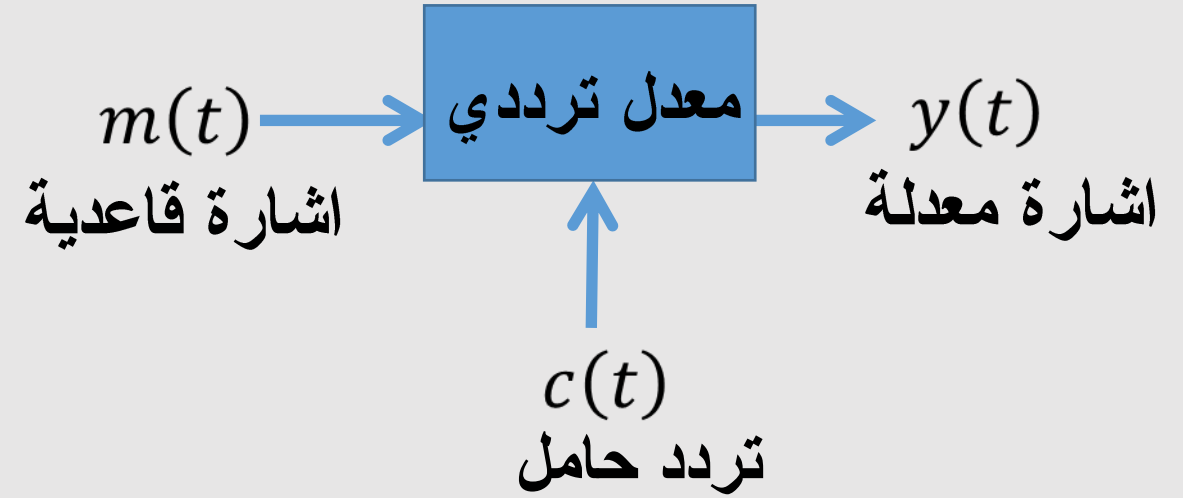 m(t)
اشارة قاعدية
معدل ترددي
y(t)
اشارة معدلة
c(t)
تردد حامل